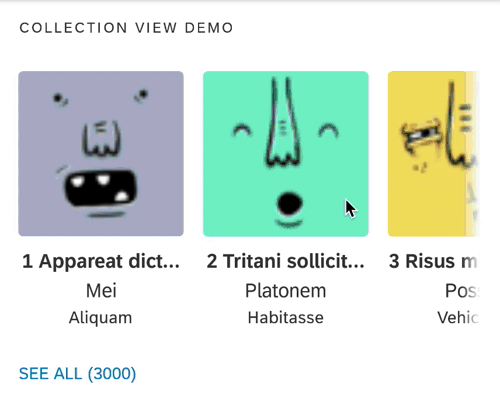 COLLECTION VIEW DEMO
1 Appareat dict...
Mei
Aliquam
2 Tritani sollicit...
Platonem
Habitasse
3 Risus m
Pos
Vehic
SEE ALL (3000)